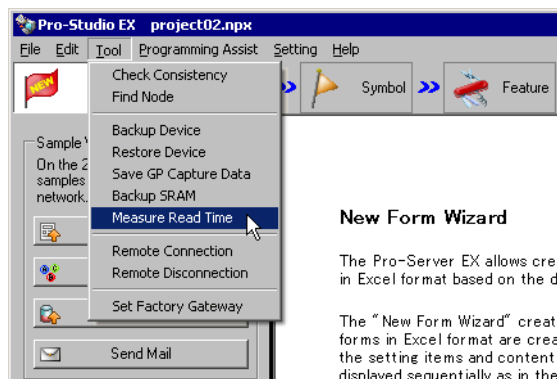 Pro-Studio EX project02.npx
File Edit Tool Programming Assist Setting Help
NEW
Symbol
Feature
Check Consistency
Find Node
Backup Device
Restore Device
Save GP Capture Data
Backup SRAM
Measure Read Time
Remote Connection
Remote Disconnection
Set Factory Gateway
Sample
On the 2
samples
network.
Send Mail
New Form Wizard
The Pro-Server EX allows cre
in Excel format based on the d
The "New Form Wizard" creat
forms in Excel format are crea
the setting items and content
displayed sequentially as in the